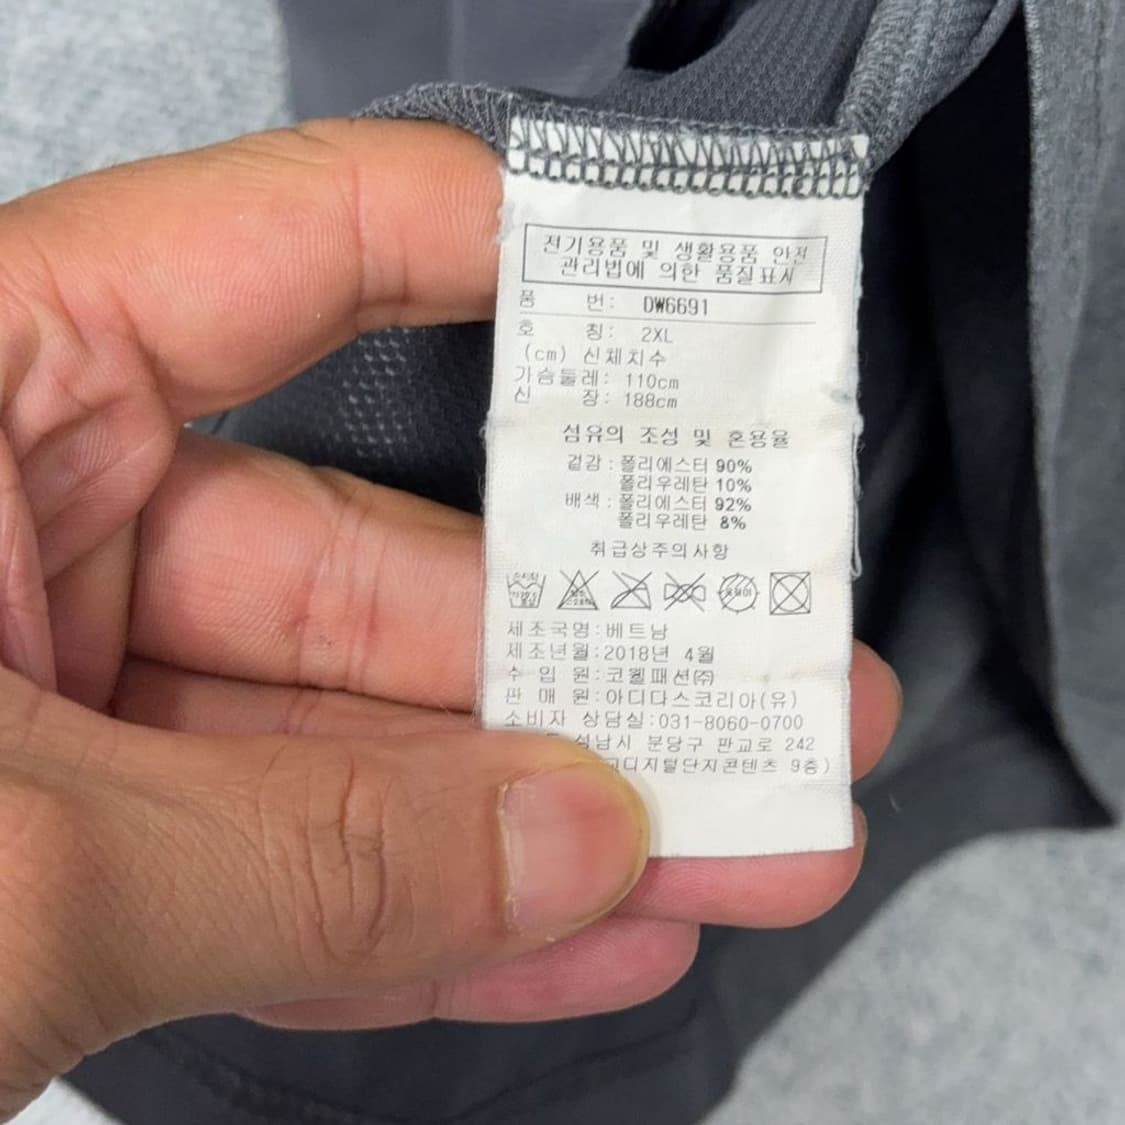 전기용품 및 생활용품 안전
관리법에 의한 품질표시
품 번: DW6691
호 칭: 2XL
(cm) 신체치수
가슴둘레: 110cm
신 장: 188cm
섬유의 조성 및 혼용율
겉감: 폴리에스터 90%
폴리우레탄 10%
배색: 폴리에스터 92%
폴리우레탄 8%
취급상주의사항
제조국명: 베트남
제조년월: 2018년 4월
수 입 원: 코웰패션(주)
판 매 원: 아디다스코리아(유)
소비자 상담실: 031-8060-0700
성남시 분당구 판교로 242
디지털단지콘텐츠 9층)